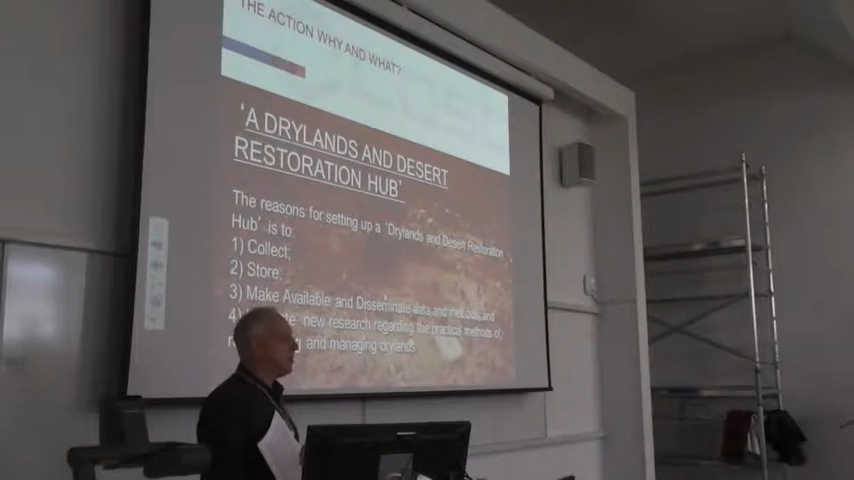 THE ACTION WHY AND WHAT?
'A DRYLANDS AND DESERT
RESTORATION HUB'
The reasons for setting up a 'Drylands and Desert Restoration
Hub' is to:
1) Collect;
2) Store;
3) Make Available and Disseminate data and methods and
4) new research regarding the practical methods of
and managing drylands